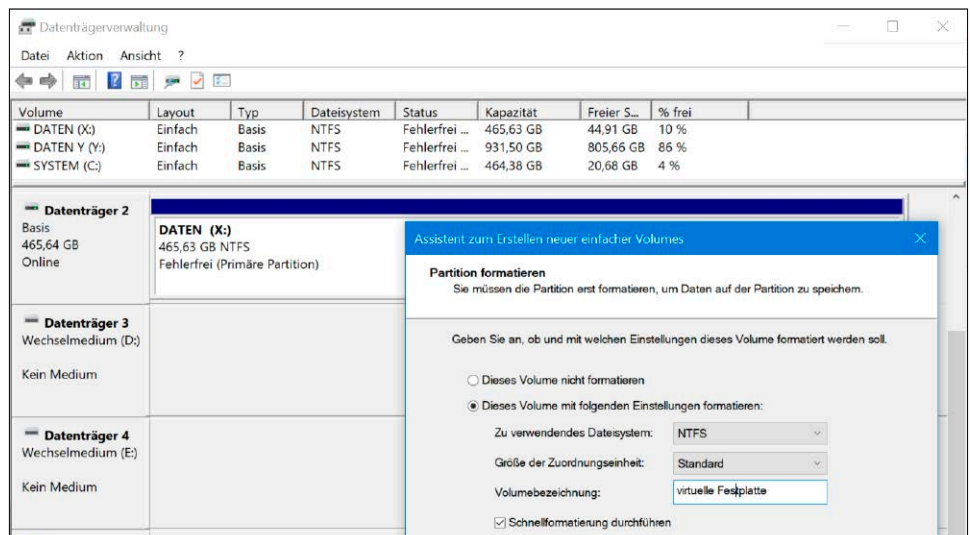 Datenträgerverwaltung
Datei Aktion Ansicht ?
Volume Layout Typ Dateisystem Status Kapazität Freier S... % frei
DATEN (X:) Einfach Basis NTFS Fehlerfrei ... 465,63 GB 44,91 GB 10 %
DATEN Y (Y:) Einfach Basis NTFS Fehlerfrei ... 931,50 GB 805,66 GB 86 %
SYSTEM (C:) Einfach Basis NTFS Fehlerfrei ... 464,38 GB 20,68 GB 4 %
Datenträger 2
Basis
465,64 GB
Online
DATEN (X:)
465,63 GB NTFS
Fehlerfrei (Primäre Partition)
Datenträger 3
Wechselmedium (D:)
Kein Medium
Datenträger 4
Wechselmedium (E:)
Kein Medium
Assistent zum Erstellen neuer einfacher Volumes
Partition formatieren
Sie müssen die Partition erst formatieren, um Daten auf der Partition zu speichern.
Geben Sie an, ob und mit welchen Einstellungen dieses Volume formatiert werden soll.
Dieses Volume nicht formatieren
Dieses Volume mit folgenden Einstellungen formatieren:
Zu verwendendes Dateisystem: NTFS
Größe der Zuordnungseinheit: Standard
Volumebezeichnung: virtuelle Festplatte
Schnellformatierung durchführen